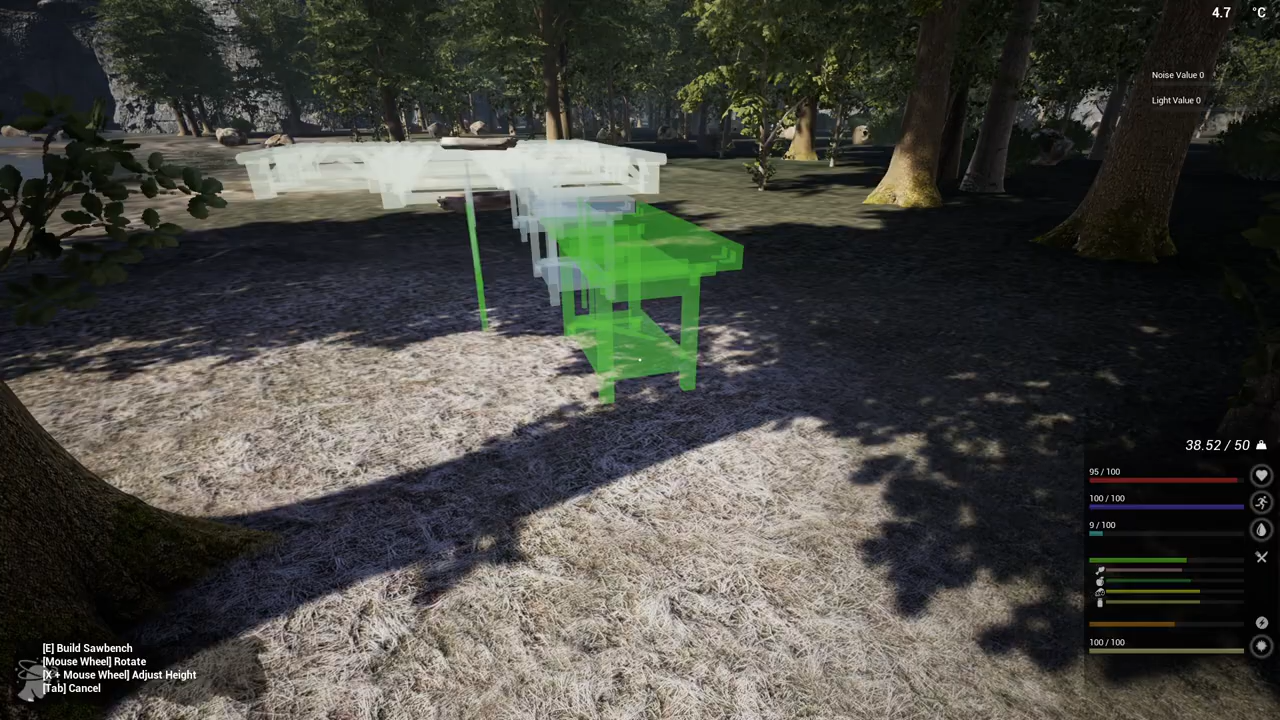 4.7 °C
Noise Value 0
Light Value 0
38.52 / 50
95 / 100
100 / 100
9 / 100
100 / 100
[E] Build Sawbench
[Mouse Wheel] Rotate
[X + Mouse Wheel] Adjust Height
[Tab] Cancel